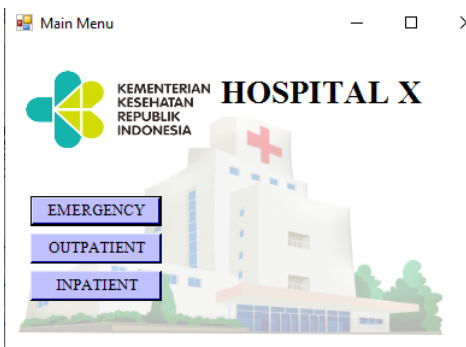 Main Menu
KEMENTERIAN
KESEHATAN
REPUBLIK
INDONESIA
HOSPITAL X
EMERGENCY
OUTPATIENT
INPATIENT